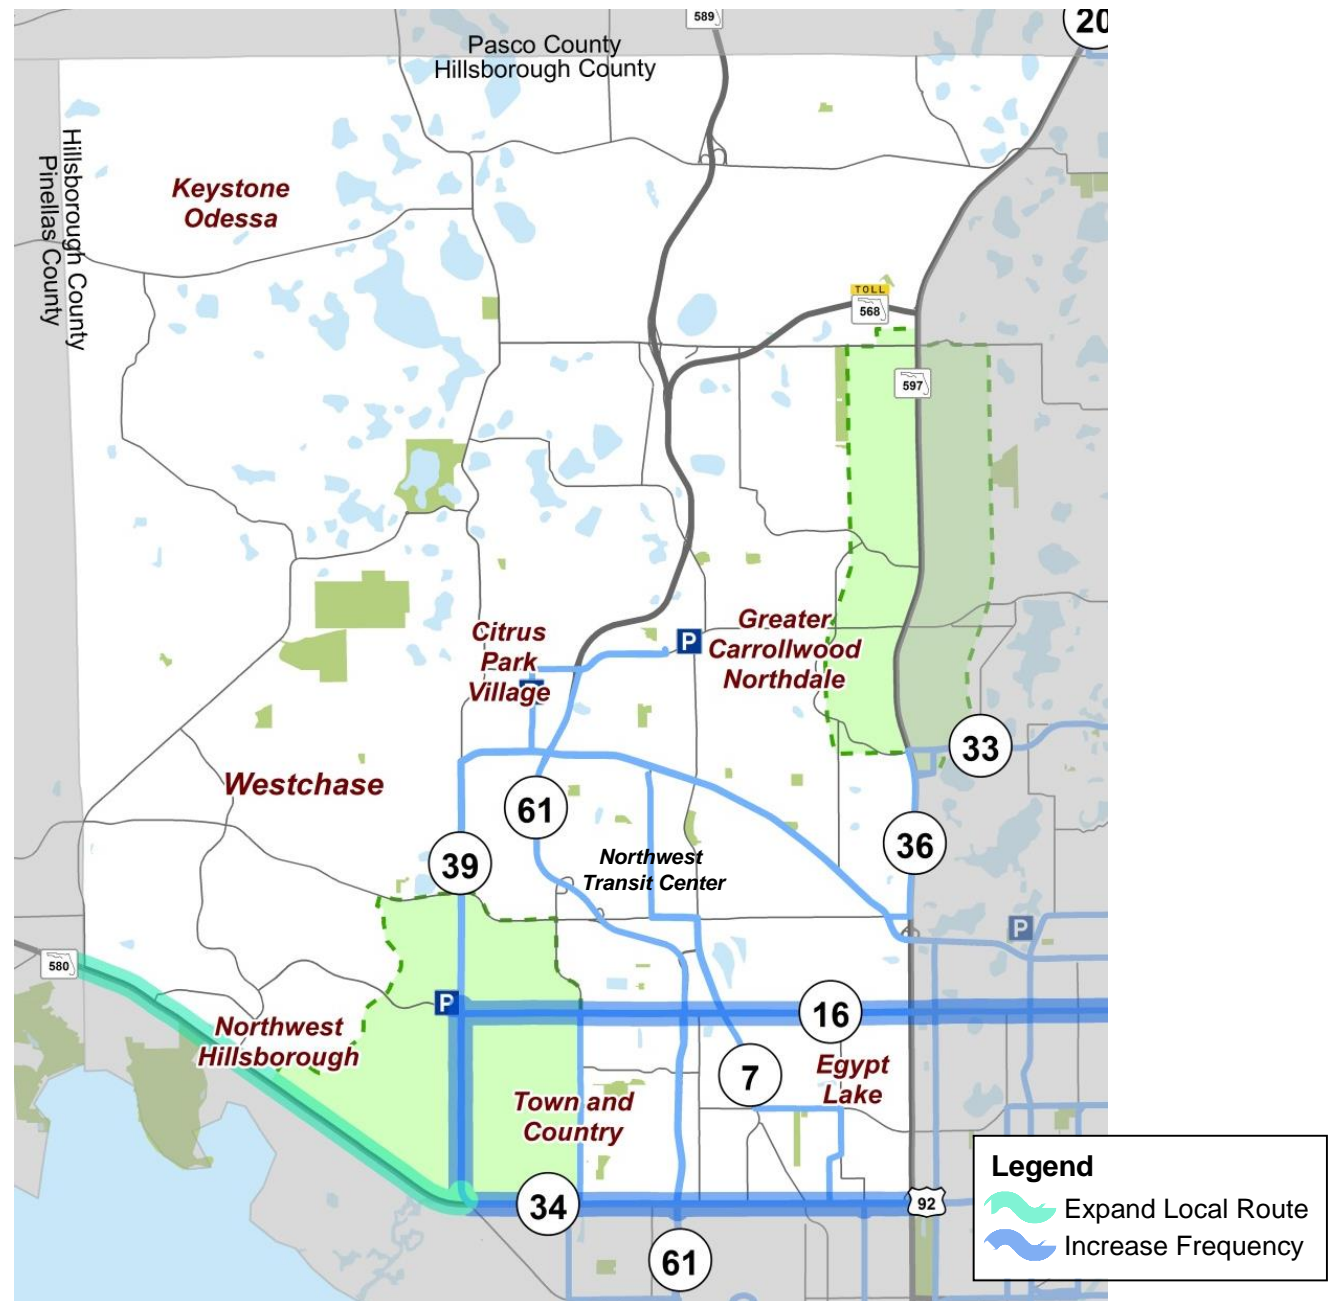 589
20
Pasco County
Hillsborough County
Hillsborough County
Pinellas County
Keystone
Odessa
TOLL
568
597
Citrus
Park
Village
P
Greater
Carrollwood
Northdale
33
Westchase
61
36
39
Northwest
Transit Center
P
580
P
16
Northwest
Hillsborough
7
Egypt
Lake
Town and
Country
34
92
61
Legend
Expand Local Route
Increase Frequency